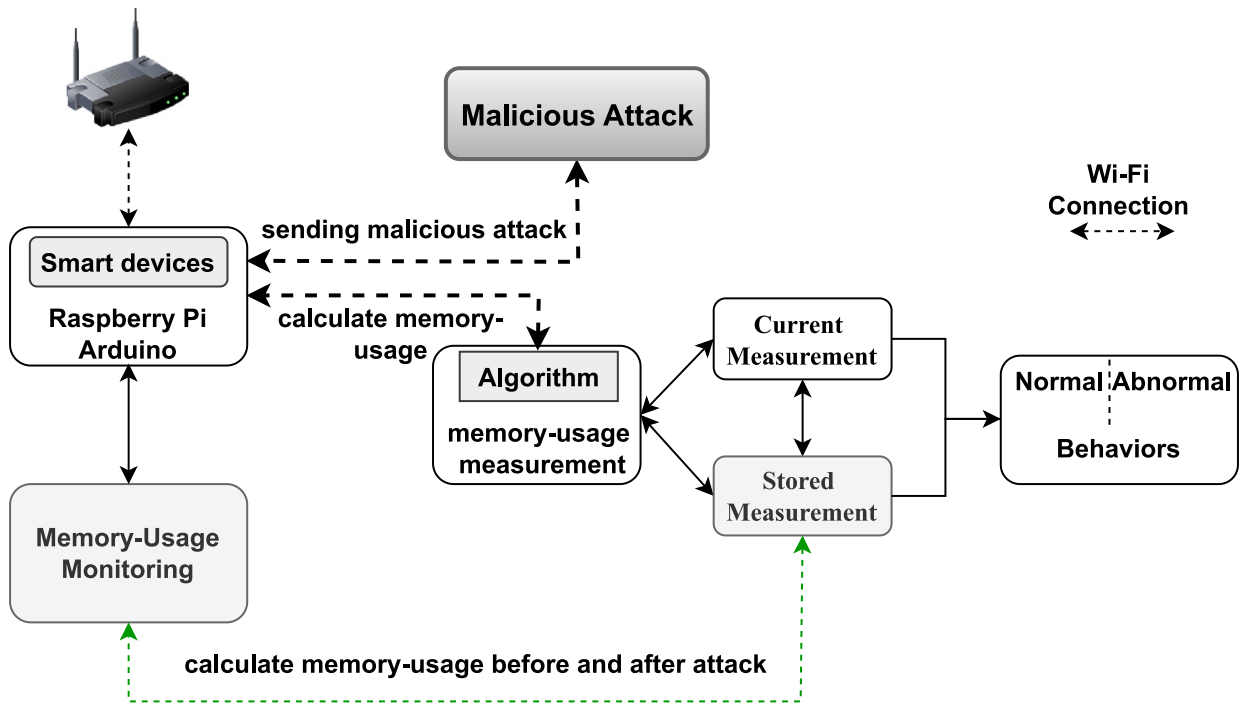 Malicious Attack
Wi-Fi
Connection
sending malicious attack
Smart devices
Raspberry Pi
Arduino
calculate memory-
usage
Algorithm
memory-usage
measurement
Current
Measurement
Stored
Measurement
Normal Abnormal
Behaviors
Memory-Usage
Monitoring
calculate memory-usage before and after attack